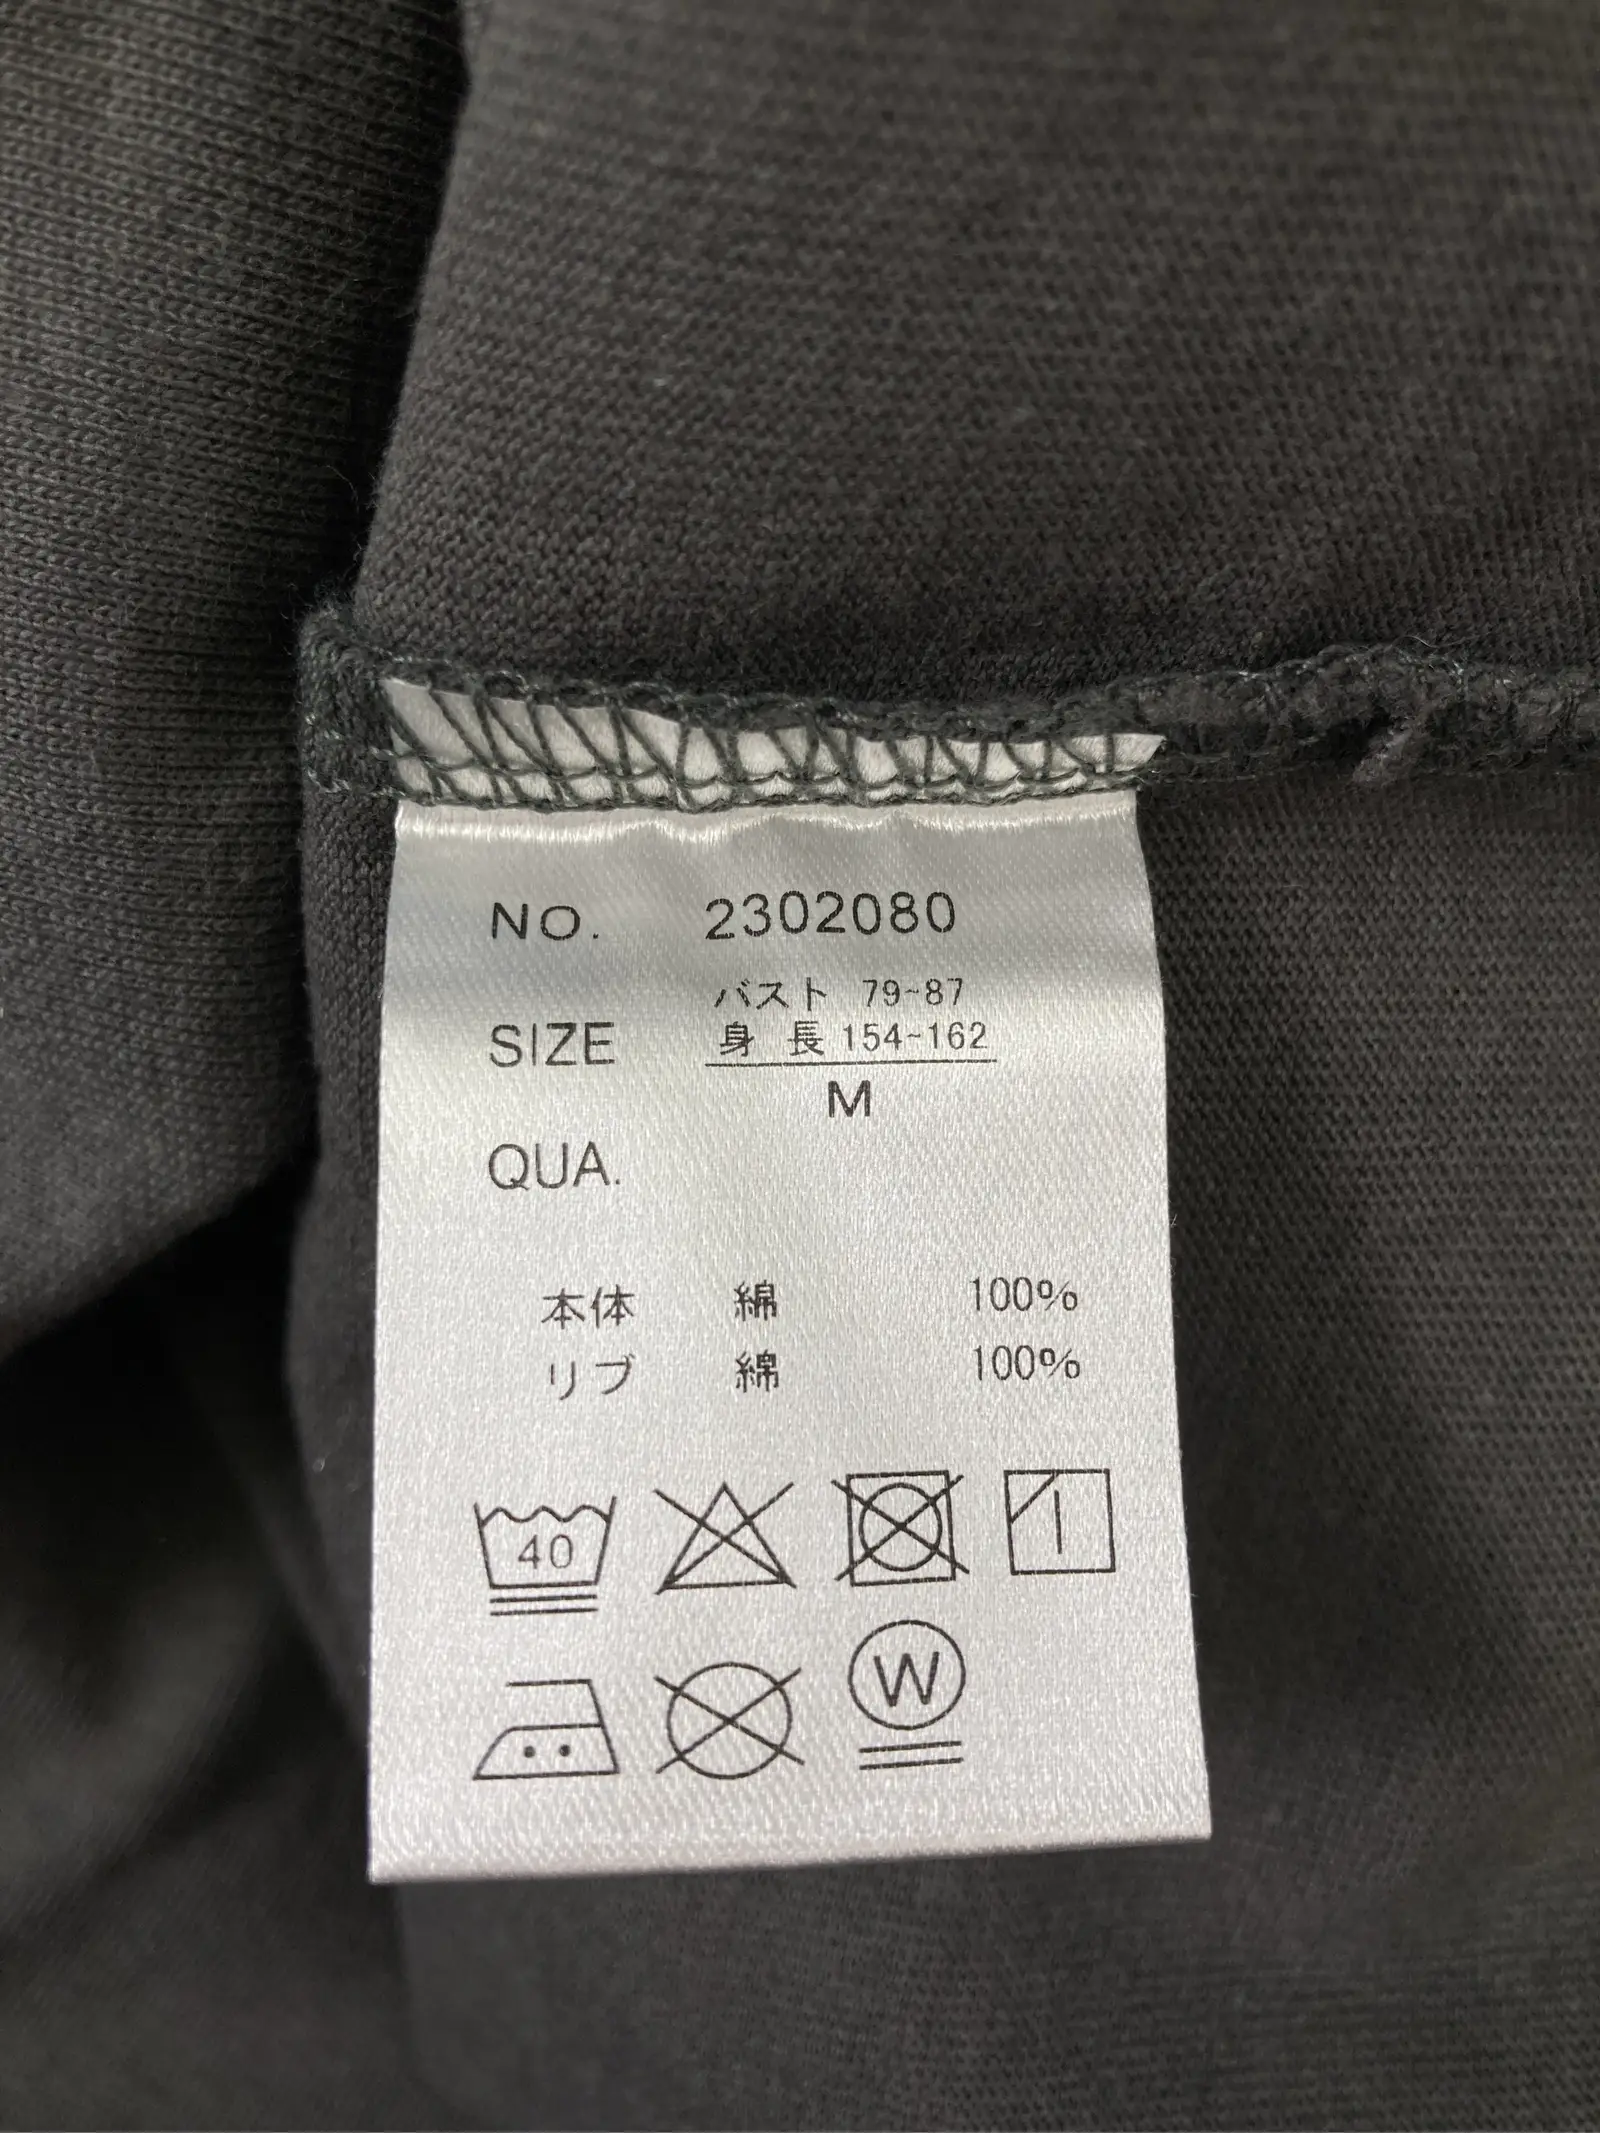 NO. 2302080
バスト 79~87
SIZE 身 長 154~162
M
QUA.
本体 綿 100%
リブ 綿 100%
40
W